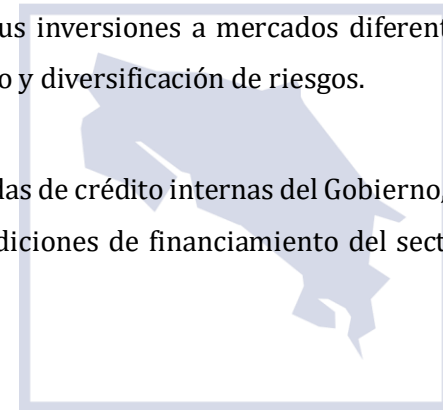 us inversiones a mercados diferent
o y diversificación de riesgos.
las de crédito internas del Gobierno,
diciones de financiamiento del sect